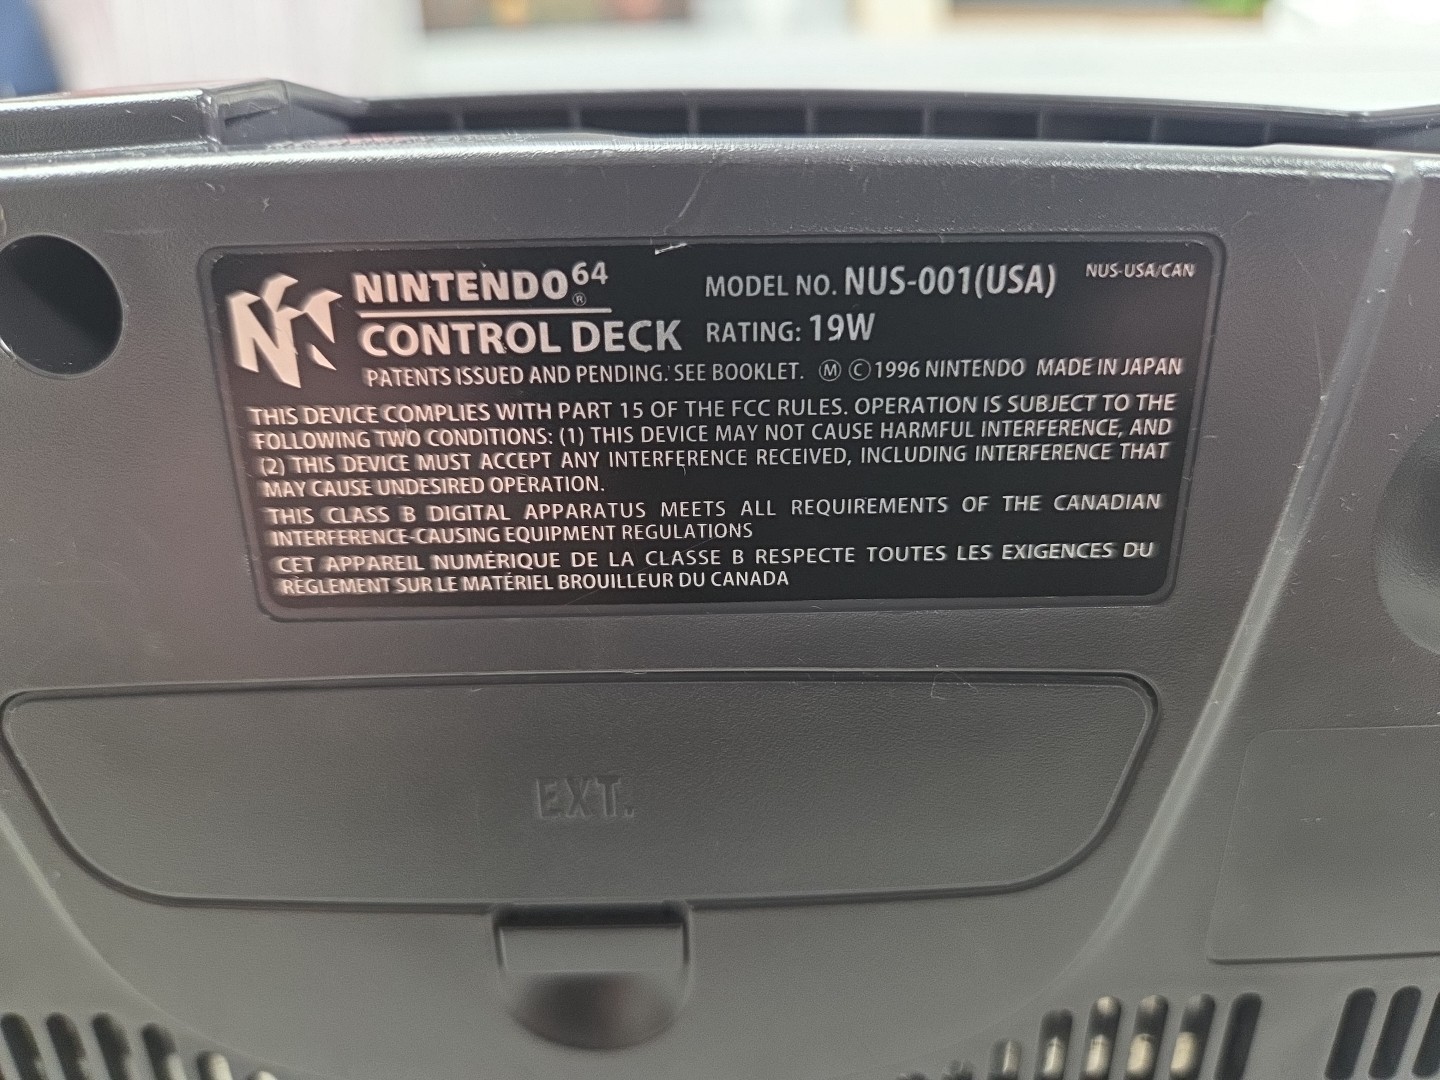 NINTENDO64®
CONTROL DECK
MODEL NO. NUS-001(USA)
NUS-USA/CAN
RATING: 19W
PATENTS ISSUED AND PENDING. SEE BOOKLET. Ⓜ ©1996 NINTENDO MADE IN JAPAN
THIS DEVICE COMPLIES WITH PART 15 OF THE FCC RULES. OPERATION IS SUBJECT TO THE
FOLLOWING TWO CONDITIONS: (1) THIS DEVICE MAY NOT CAUSE HARMFUL INTERFERENCE, AND
(2) THIS DEVICE MUST ACCEPT ANY INTERFERENCE RECEIVED, INCLUDING INTERFERENCE THAT
MAY CAUSE UNDESIRED OPERATION.
THIS CLASS B DIGITAL APPARATUS MEETS ALL REQUIREMENTS OF THE CANADIAN
INTERFERENCE-CAUSING EQUIPMENT REGULATIONS
CET APPAREIL NUMÉRIQUE DE LA CLASSE B RESPECTE TOUTES LES EXIGENCES DU
RÈGLEMENT SUR LE MATÉRIEL BROUILLEUR DU CANADA
EXT.